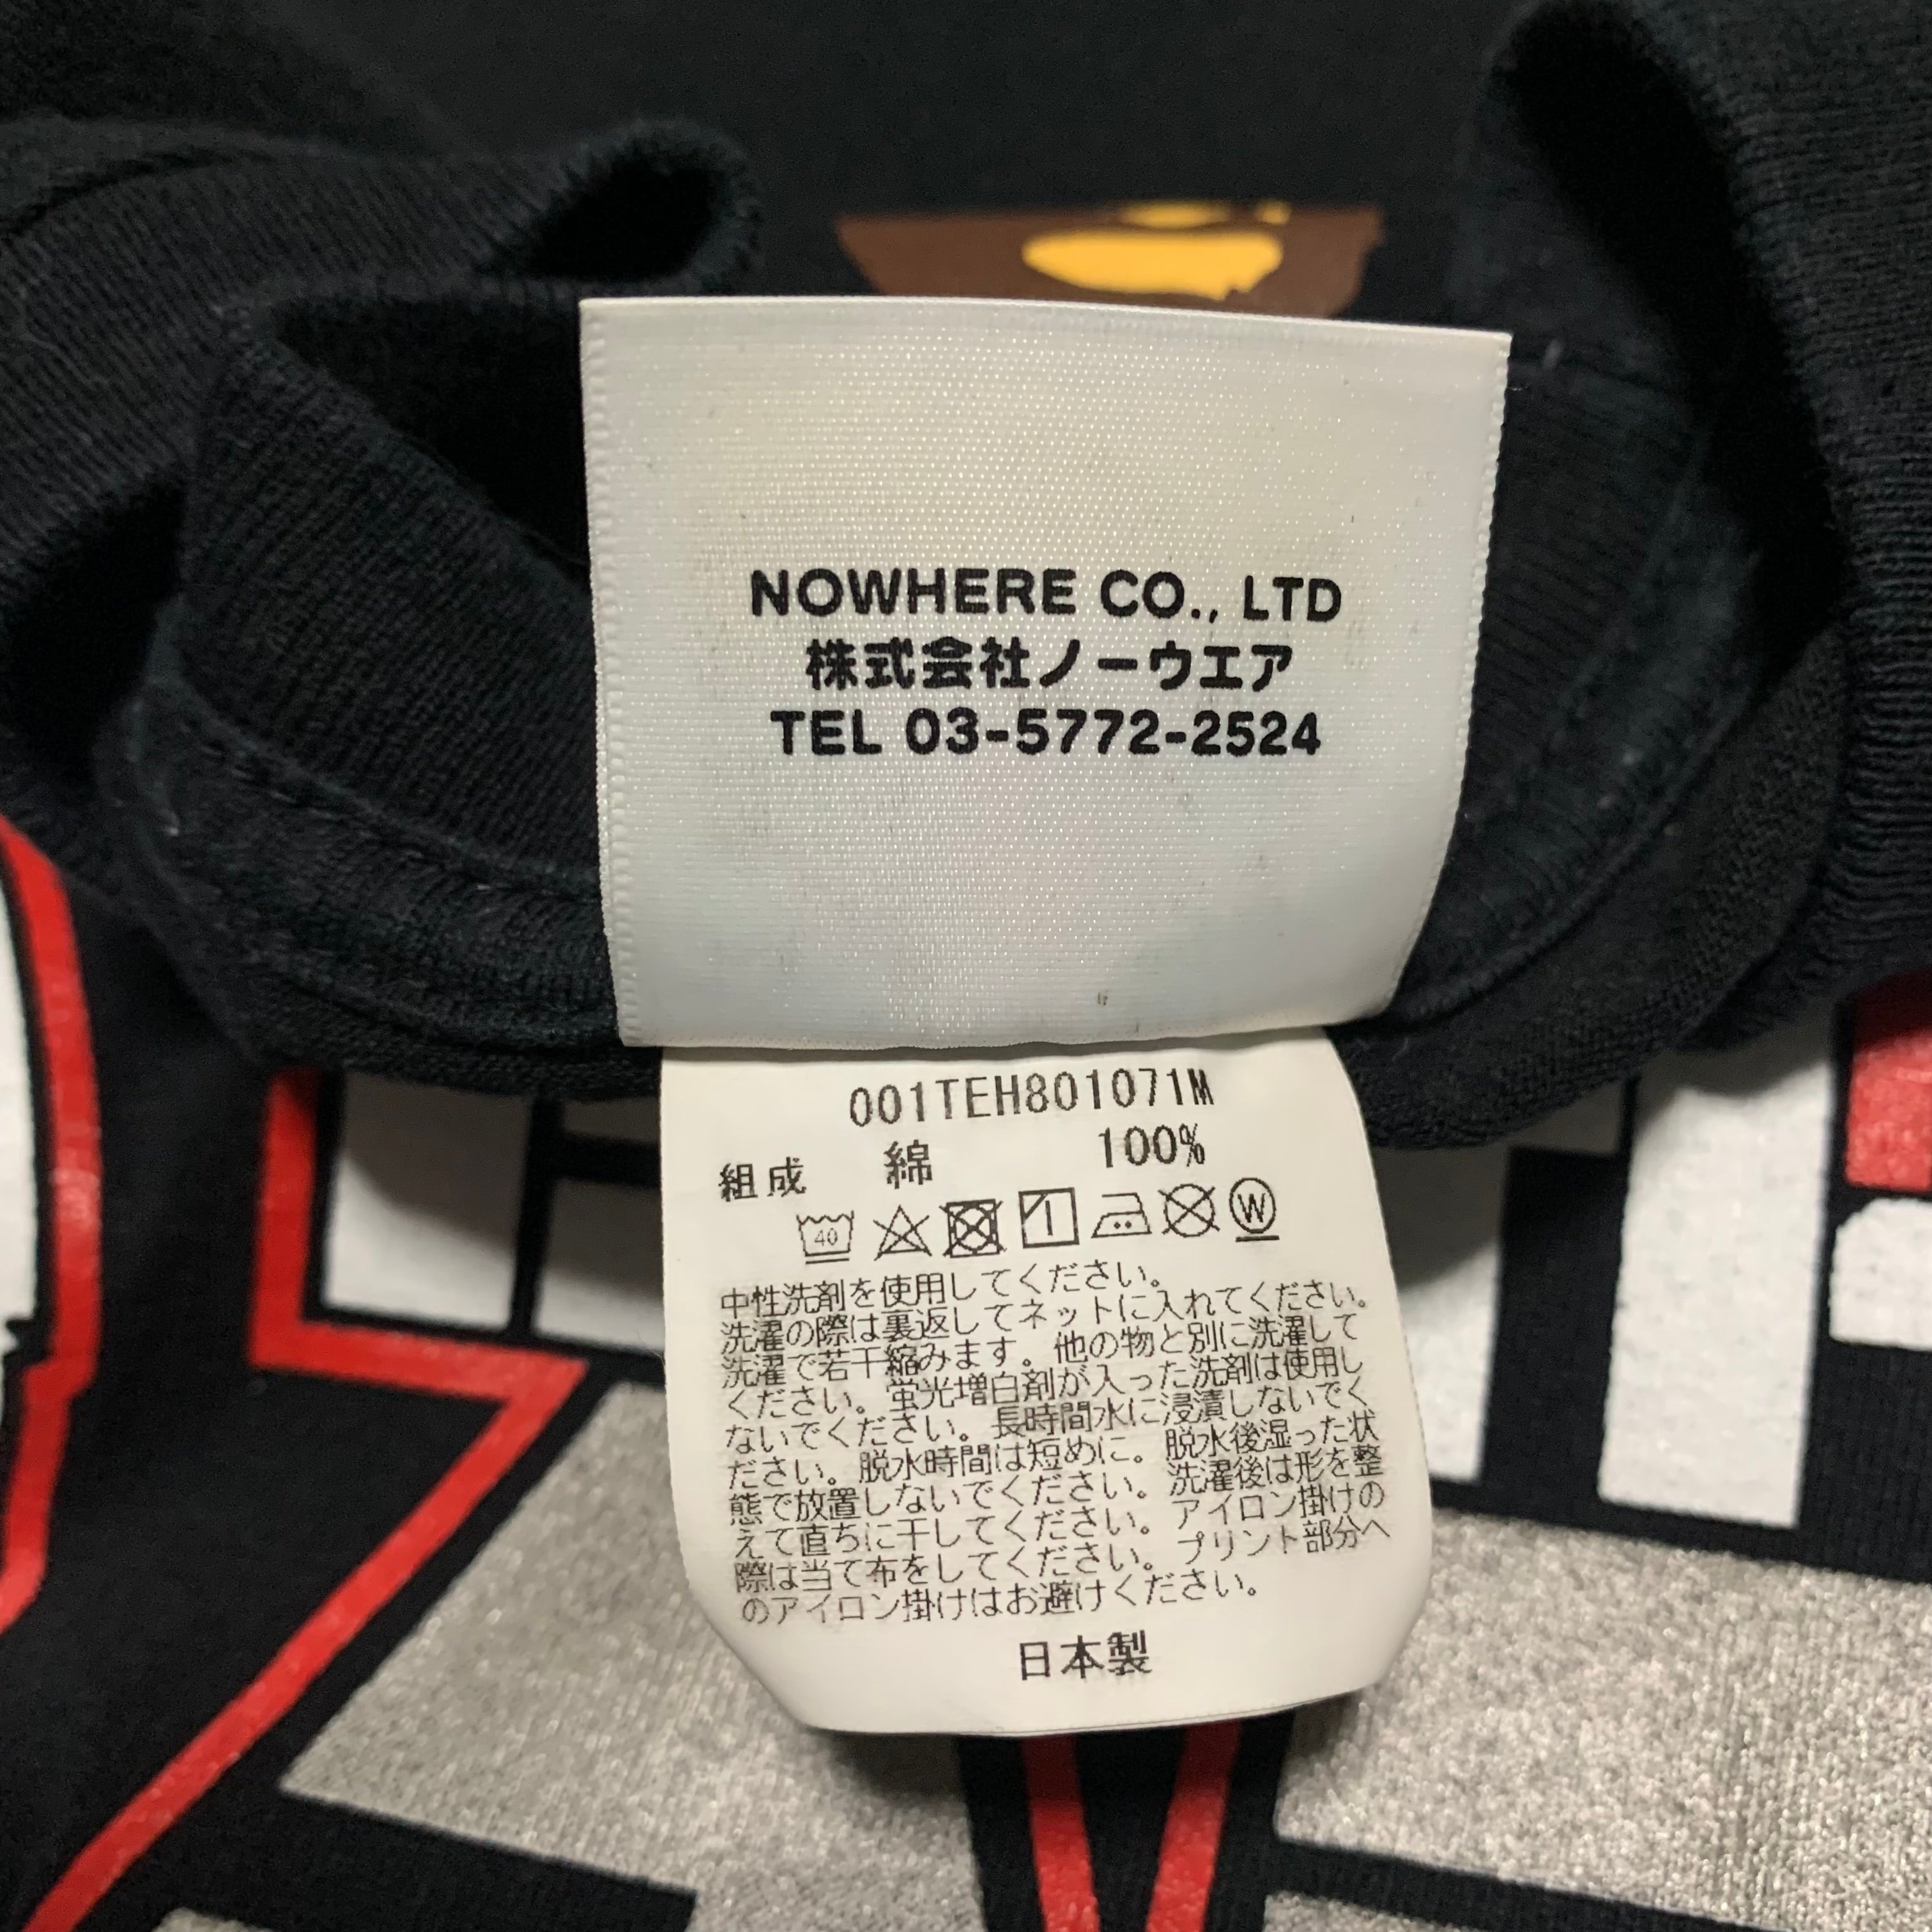 NOWHERE CO., LTD
株式会社ノーウエア
TEL 03-5772-2524
001TEH801071M
組成 綿 100%
40 1 W
中性洗剤を使用してください。
洗濯の際は裏返してネットに入れてください。
洗濯で若干縮みます。他の物と別に洗濯して
ください。蛍光増白剤が入った洗剤は使用し
ないでください。長時間水に浸漬しないでく
ださい。脱水時間は短めに。脱水後湿った状
態で放置しないでください。洗濯後は形を整
えて直ちに干してください。アイロン掛けの
際は当て布をしてください。プリント部分へ
のアイロン掛けはお避けください。
日本製